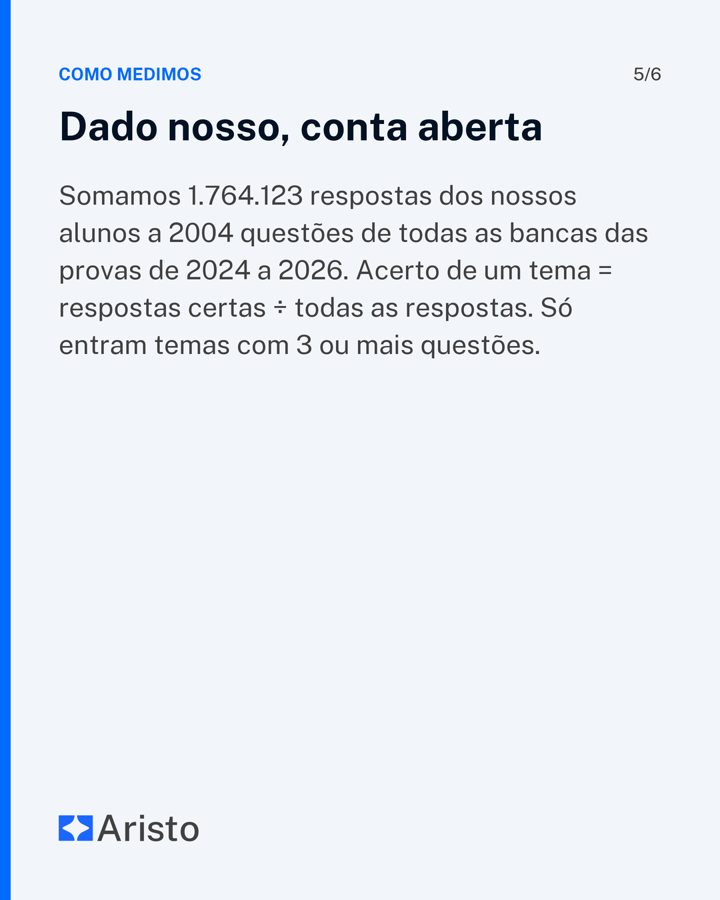 COMO MEDIMOS
5/6
Dado nosso, conta aberta
Somamos 1.764.123 respostas dos nossos
alunos a 2004 questões de todas as bancas das
provas de 2024 a 2026. Acerto de um tema =
respostas certas ÷ todas as respostas. Só
entram temas com 3 ou mais questões.
Aristo